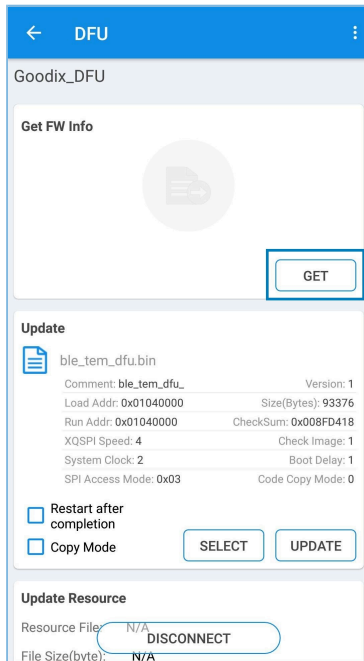 DFU
Goodix_DFU
Get FW Info
GET
Update
ble_tem_dfu.bin
Comment: ble_tem_dfu_ Version: 1
Load Addr: 0x01040000 Size(Bytes): 93376
Run Addr: 0x01040000 CheckSum: 0x008FD418
XQSPI Speed: 4 Check Image: 1
System Clock: 2 Boot Delay: 1
SPI Access Mode: 0x03 Code Copy Mode: 0
Restart after
completion
Copy Mode SELECT UPDATE
Update Resource
Resource File: N/A
DISCONNECT
File Size(byte): N/A